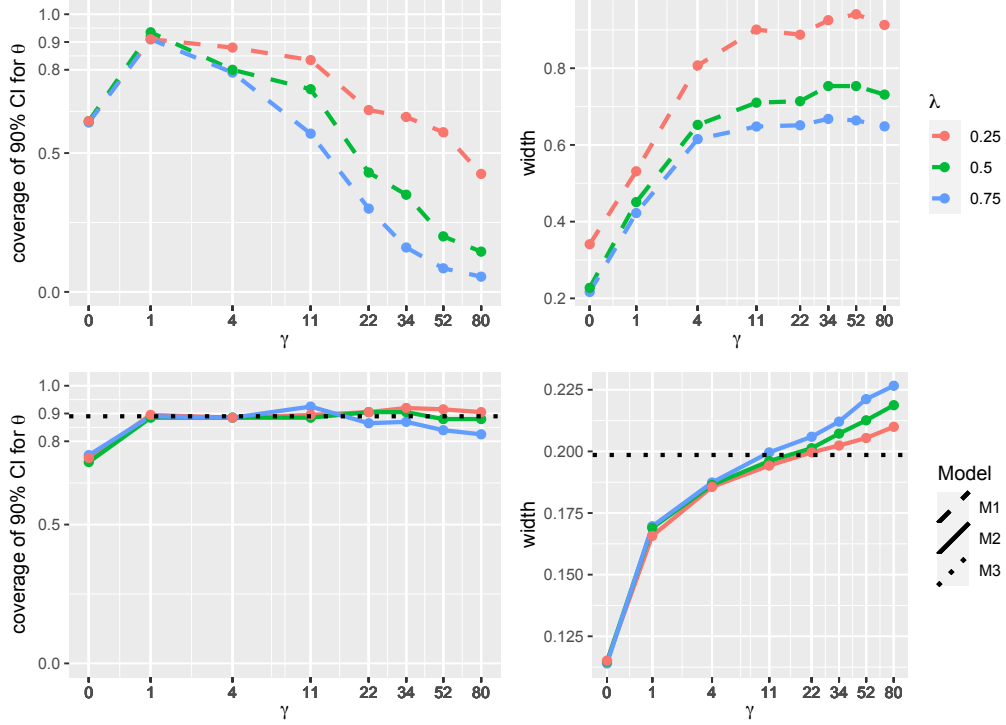 coverage of 90% CI for θ
1.0
0.9
0.8
0.5
0.0
0 1 4 11 22 34 52 80
γ
width
0.8
0.6
0.4
0.2
0 1 4 11 22 34 52 80
γ
λ
0.25
0.5
0.75
coverage of 90% CI for θ
1.0
0.9
0.8
0.5
0.0
0 1 4 11 22 34 52 80
γ
width
0.225
0.200
0.175
0.150
0.125
0 1 4 11 22 34 52 80
γ
Model
M1
M2
M3